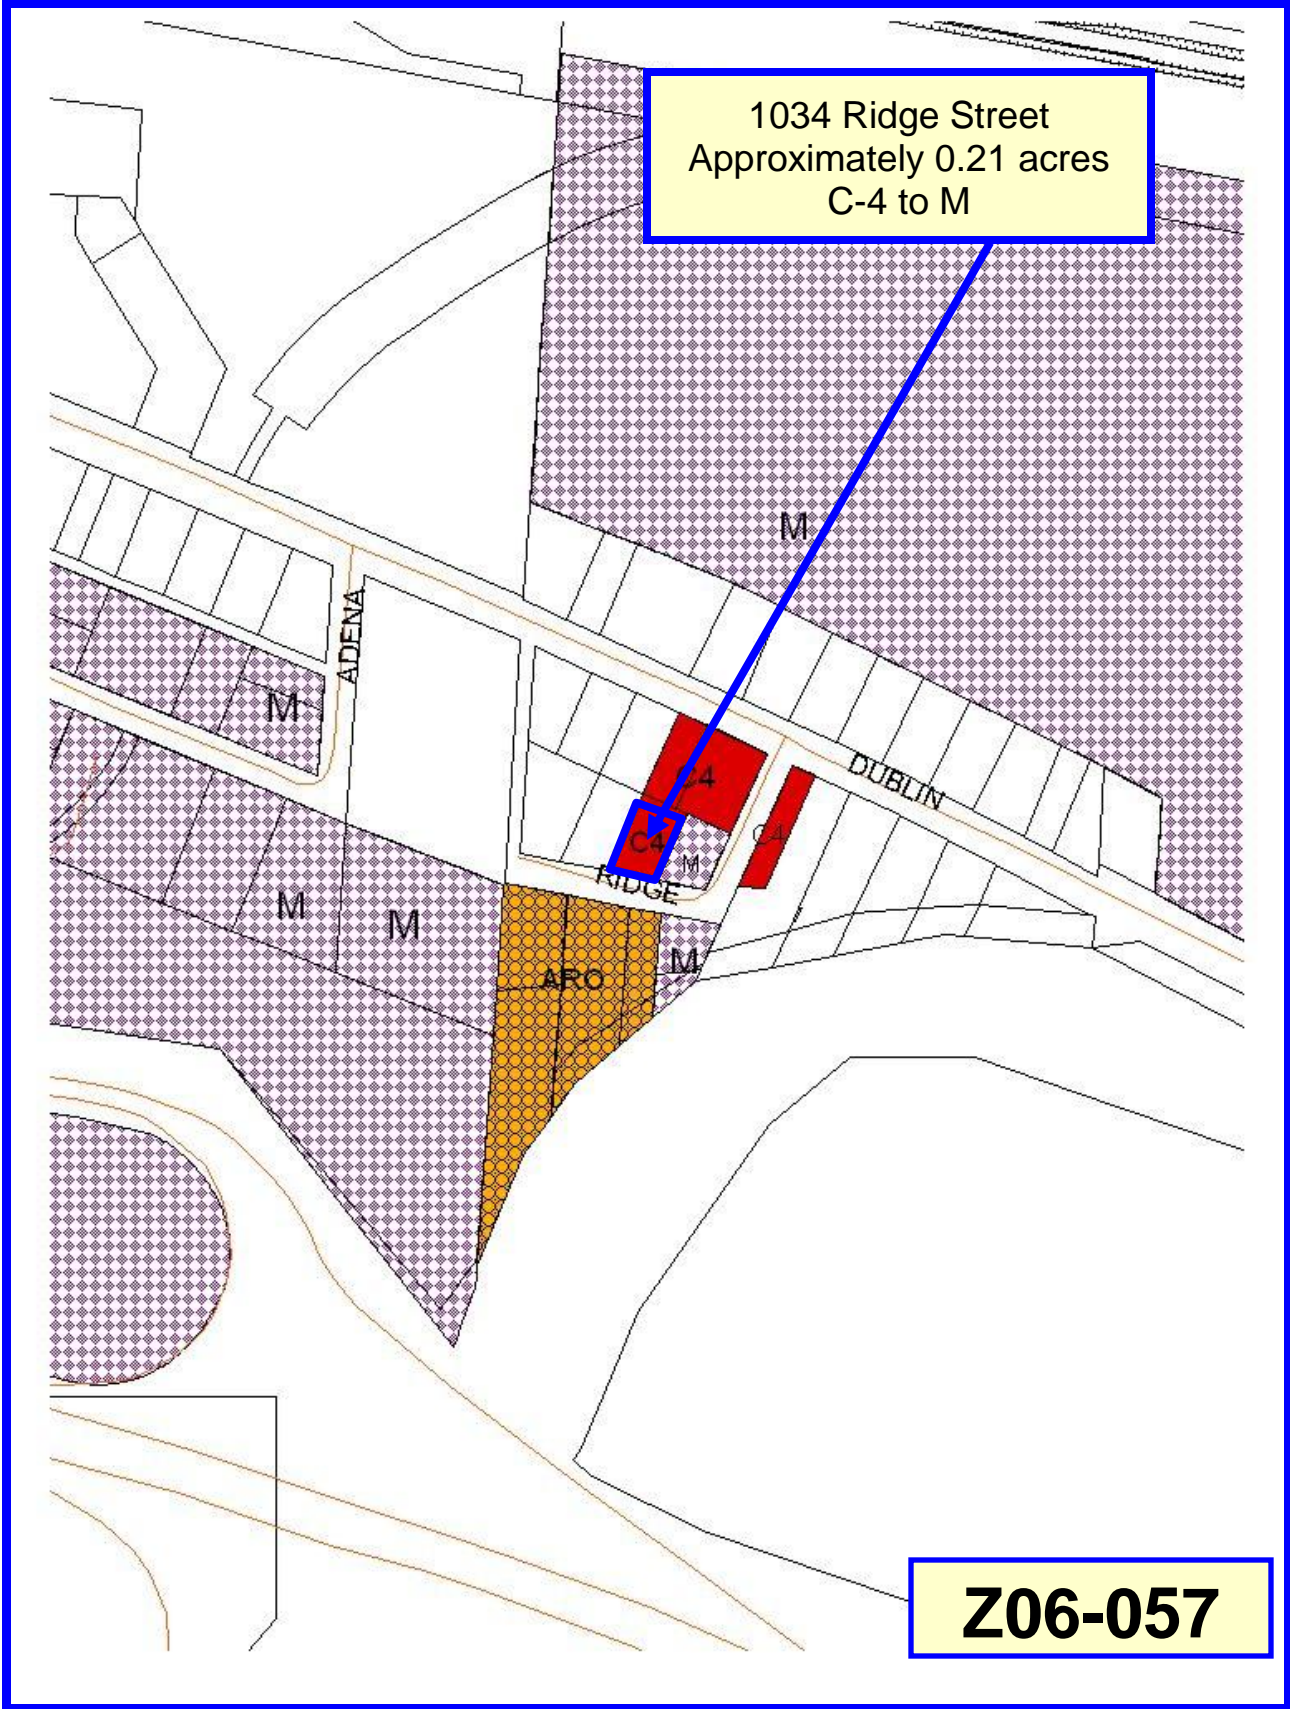 1034 Ridge Street
Approximately 0.21 acres
C-4 to M
M
ADENA
M
C4
DUBLIN
C4
C4
M
RIDGE
M
M
M
ARO
Z06-057